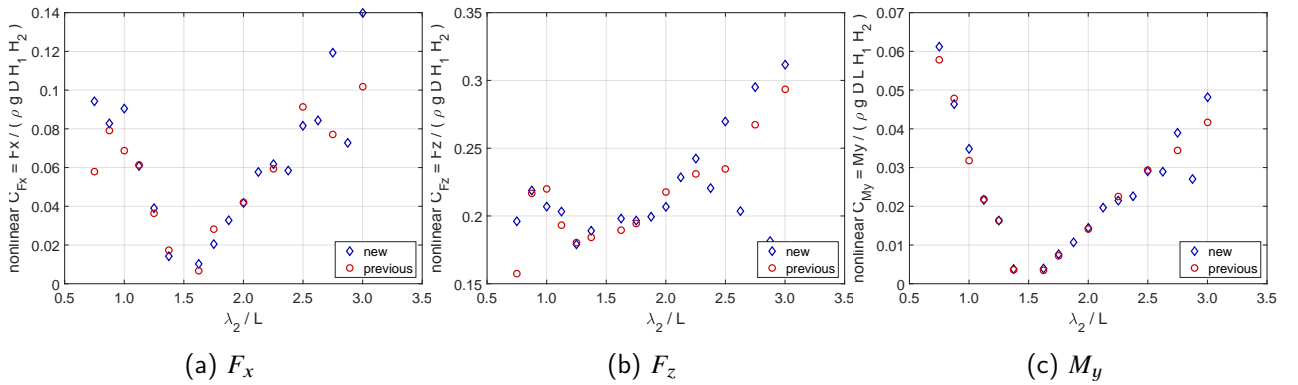 nonlinear C_Fx = Fx / ( ρ g D H_1 H_2 )
0.14
0.12
0.1
0.08
0.06
0.04
0.02
0
0.5 1.0 1.5 2.0 2.5 3.0 3.5
λ_2 / L
new
previous
(a) F_x
nonlinear C_Fz = Fz / ( ρ g D H_1 H_2 )
0.35
0.3
0.25
0.2
0.15
0.5 1.0 1.5 2.0 2.5 3.0 3.5
λ_2 / L
new
previous
(b) F_z
nonlinear C_My = My / ( ρ g D L H_1 H_2 )
0.07
0.06
0.05
0.04
0.03
0.02
0.01
0
0.5 1.0 1.5 2.0 2.5 3.0 3.5
λ_2 / L
new
previous
(c) M_y